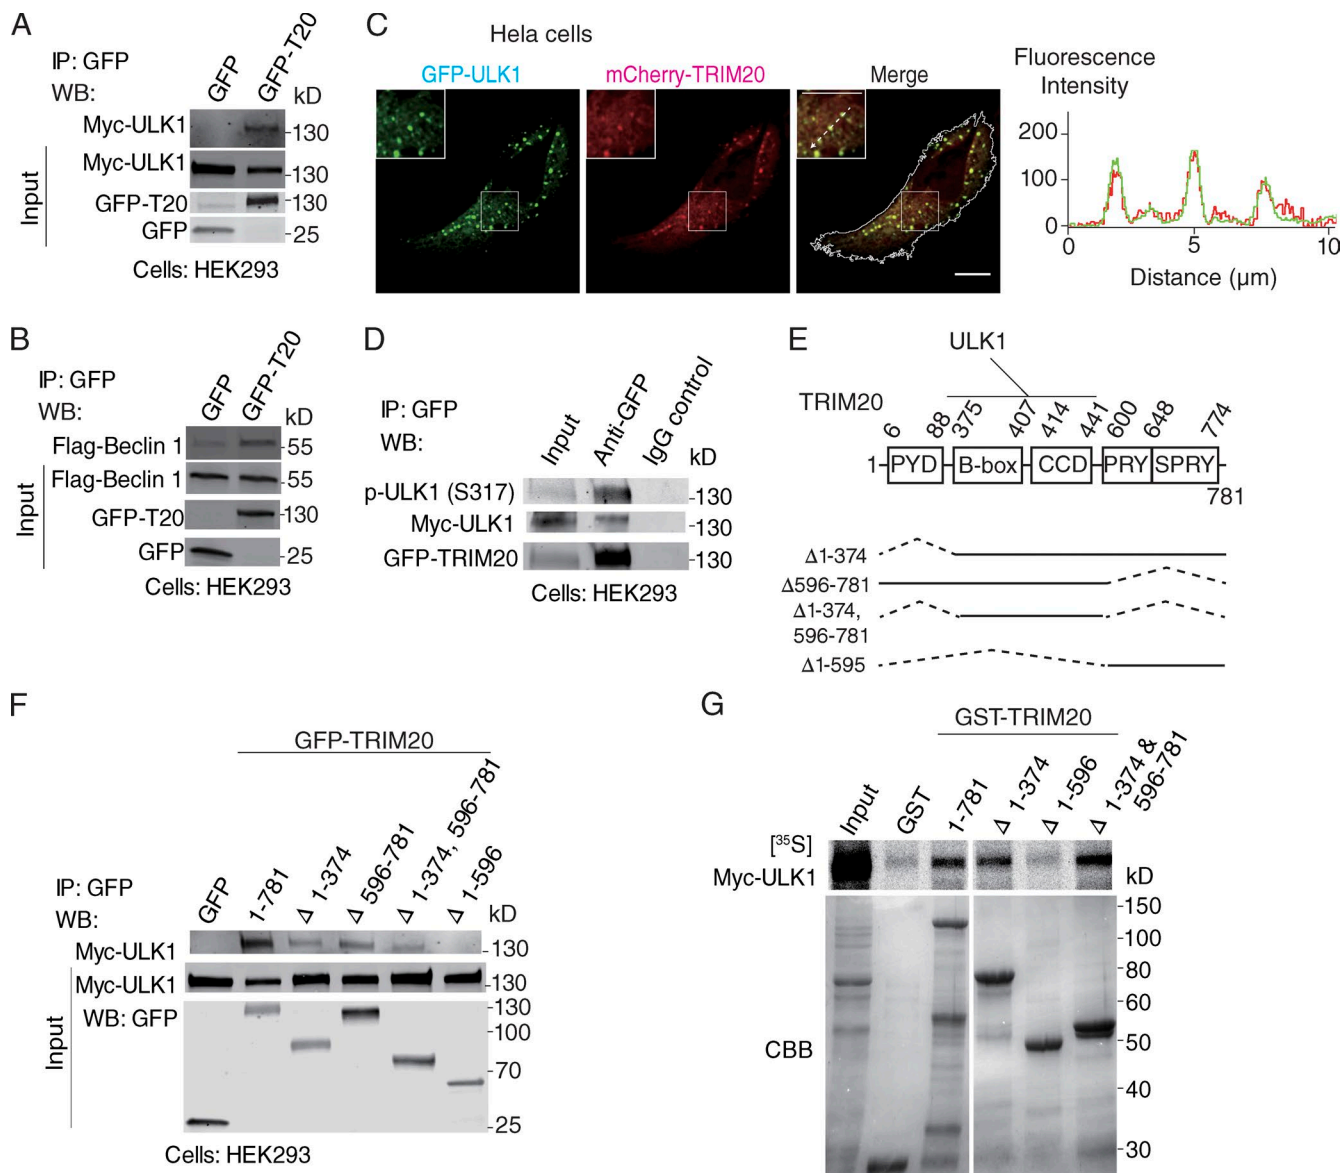 A
IP: GFP
WB:
GFP
GFP-T20
kD
Myc-ULK1
-130
Input
Myc-ULK1
-130
GFP-T20
-130
GFP
-25
Cells: HEK293
B
IP: GFP
WB:
GFP
GFP-T20
kD
Flag-Beclin 1
-55
Input
Flag-Beclin 1
-55
GFP-T20
-130
GFP
-25
Cells: HEK293
C
Hela cells
GFP-ULK1
mCherry-TRIM20
Merge
Fluorescence
Intensity
200
100
0
0
5
10
Distance (μm)
D
IP: GFP
WB:
Input
Anti-GFP
IgG control
kD
p-ULK1 (S317)
-130
Myc-ULK1
-130
GFP-TRIM20
-130
Cells: HEK293
E
ULK1
TRIM20
6
88
375
407
414
441
600
648
774
1
PYD
B-box
CCD
PRY
SPRY
781
Δ1-374
Δ596-781
Δ1-374,
596-781
Δ1-595
F
GFP-TRIM20
IP: GFP
WB:
GFP
1-781
Δ 1-374
Δ 596-781
Δ 1-374, 596-781
Δ 1-596
kD
Myc-ULK1
-130
Input
Myc-ULK1
-130
WB: GFP
-130
-100
-70
-25
Cells: HEK293
G
GST-TRIM20
Input
GST
1-781
Δ 1-374
Δ 1-596
Δ 1-374 &
596-781
[35S]
Myc-ULK1
kD
CBB
-150
-100
-80
-60
-50
-40
-30